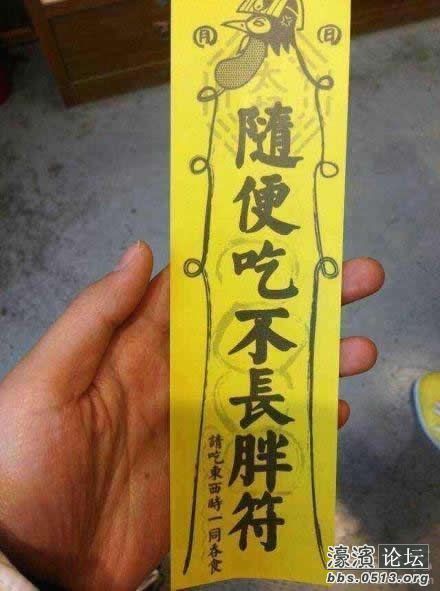 月 日
隨便吃不長胖符
請吃東西時一同吞食
濠濱 论坛
bbs.0513.org